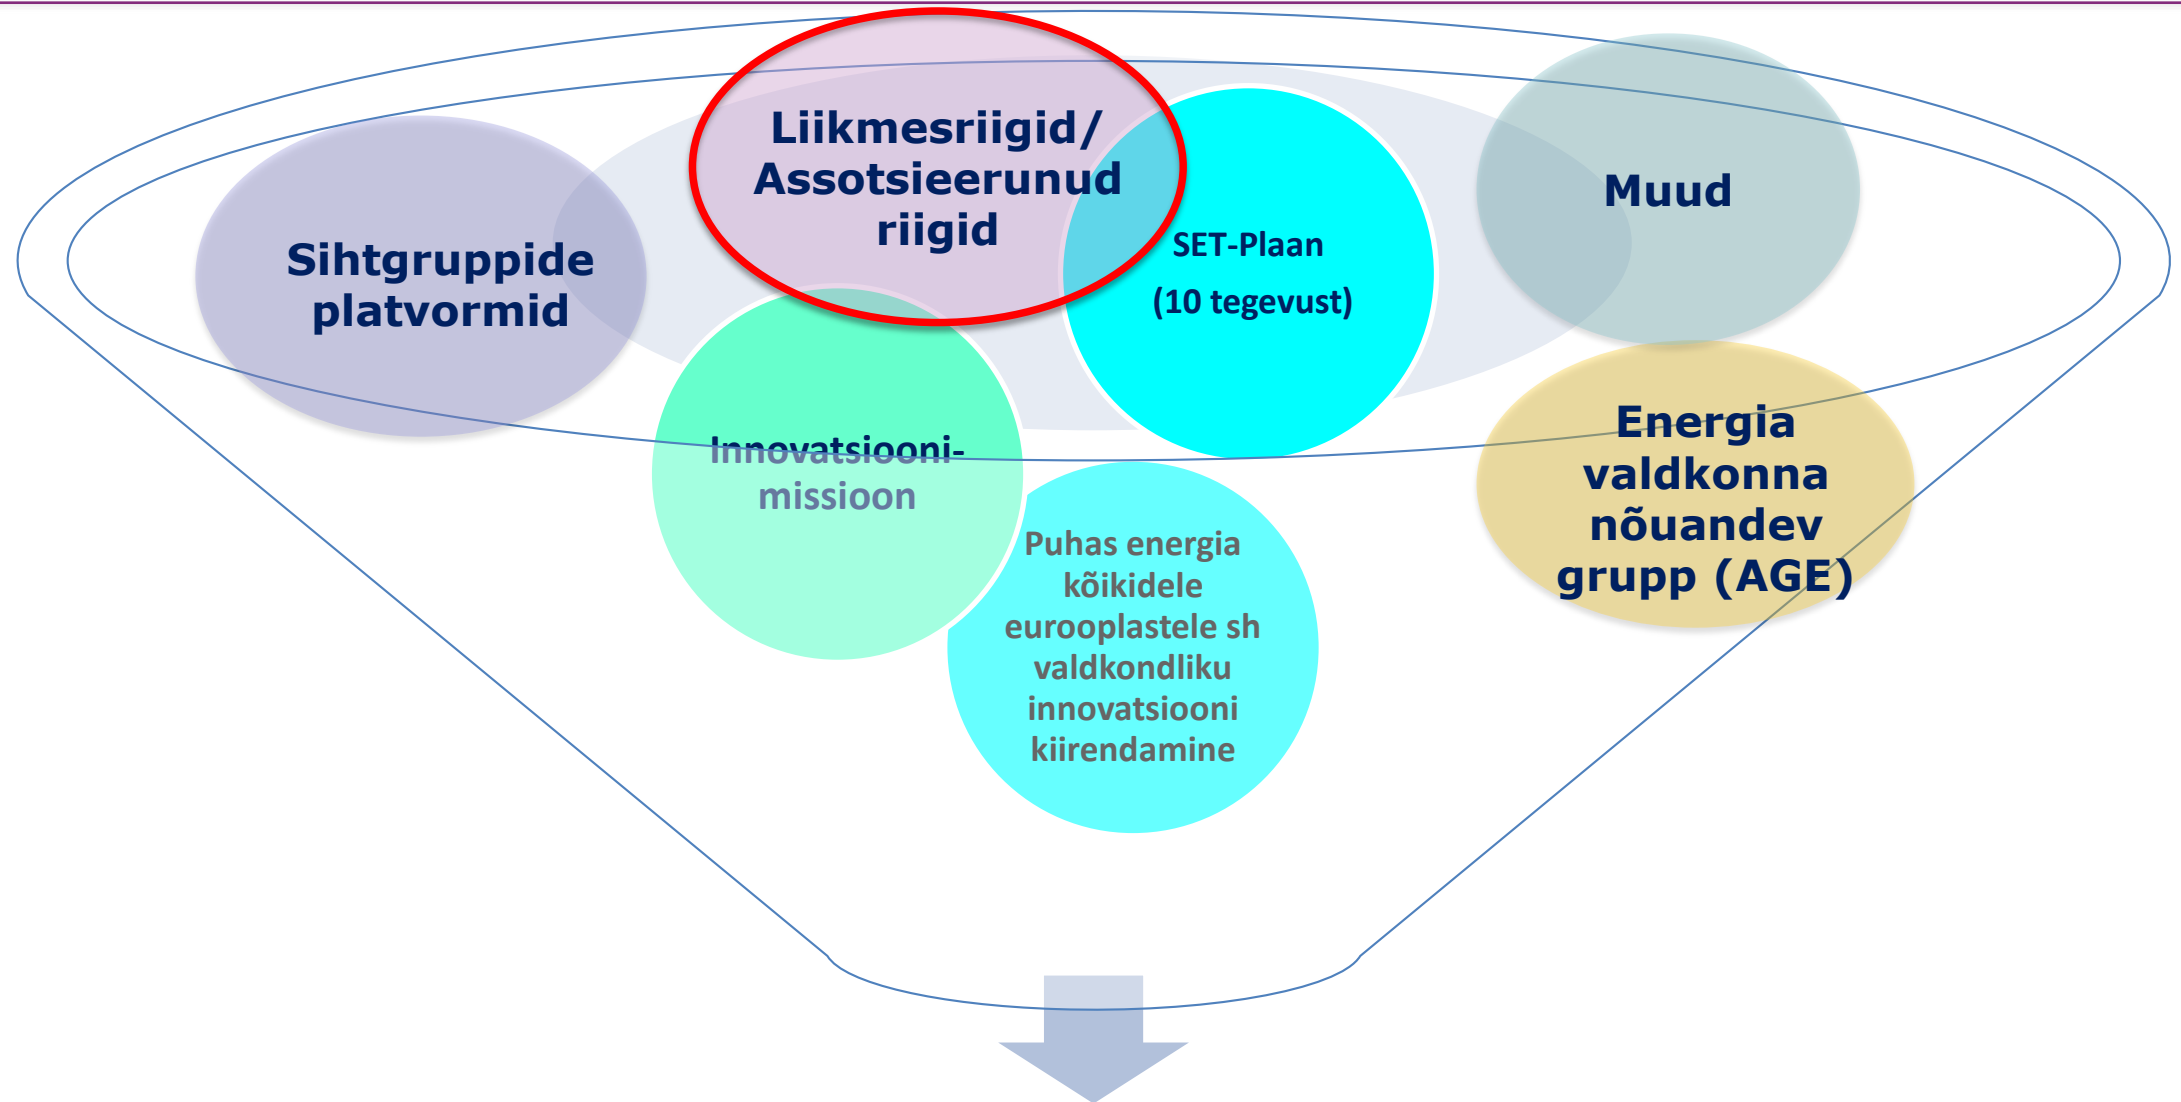 Sihtgruppide
platvormid
Liikmesriigid/
Assotsieerunud
riigid
SET-Plaan
(10 tegevust)
Muud
Innovatsiooni-
missioon
Puhas energia
kõikidele
eurooplastele sh
valdkondliku
innovatsiooni
kiirendamine
Energia
valdkonna
nõuandev
grupp (AGE)